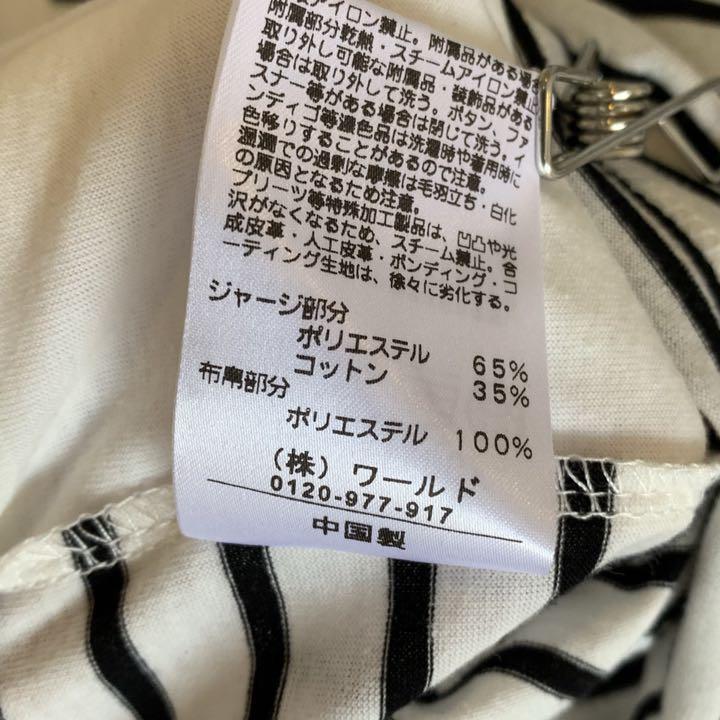 アイロン禁止。附属品がある場合
附属部分乾熱・スチームアイロン禁止
取り外し可能な附属品・装飾品がある
場合は取り外して洗う。ボタン、ファ
スナー等がある場合は閉じて洗う。イ
ンディゴ等濃色品は洗濯時や着用時に
色移りすることがあるので注意。
湿潤での過剰な摩擦は毛羽立ち・白化
の原因となるため注意。
プリーツ等特殊加工製品は、凹凸や光
沢がなくなるため、スチーム禁止。合
成皮革・人工皮革・ボンディング・コ
ーティング生地は、徐々に劣化する。
ジャージ部分
ポリエステル 65%
コットン 35%
布帛部分
ポリエステル 100%
（株）ワールド
0120-977-917
中国製